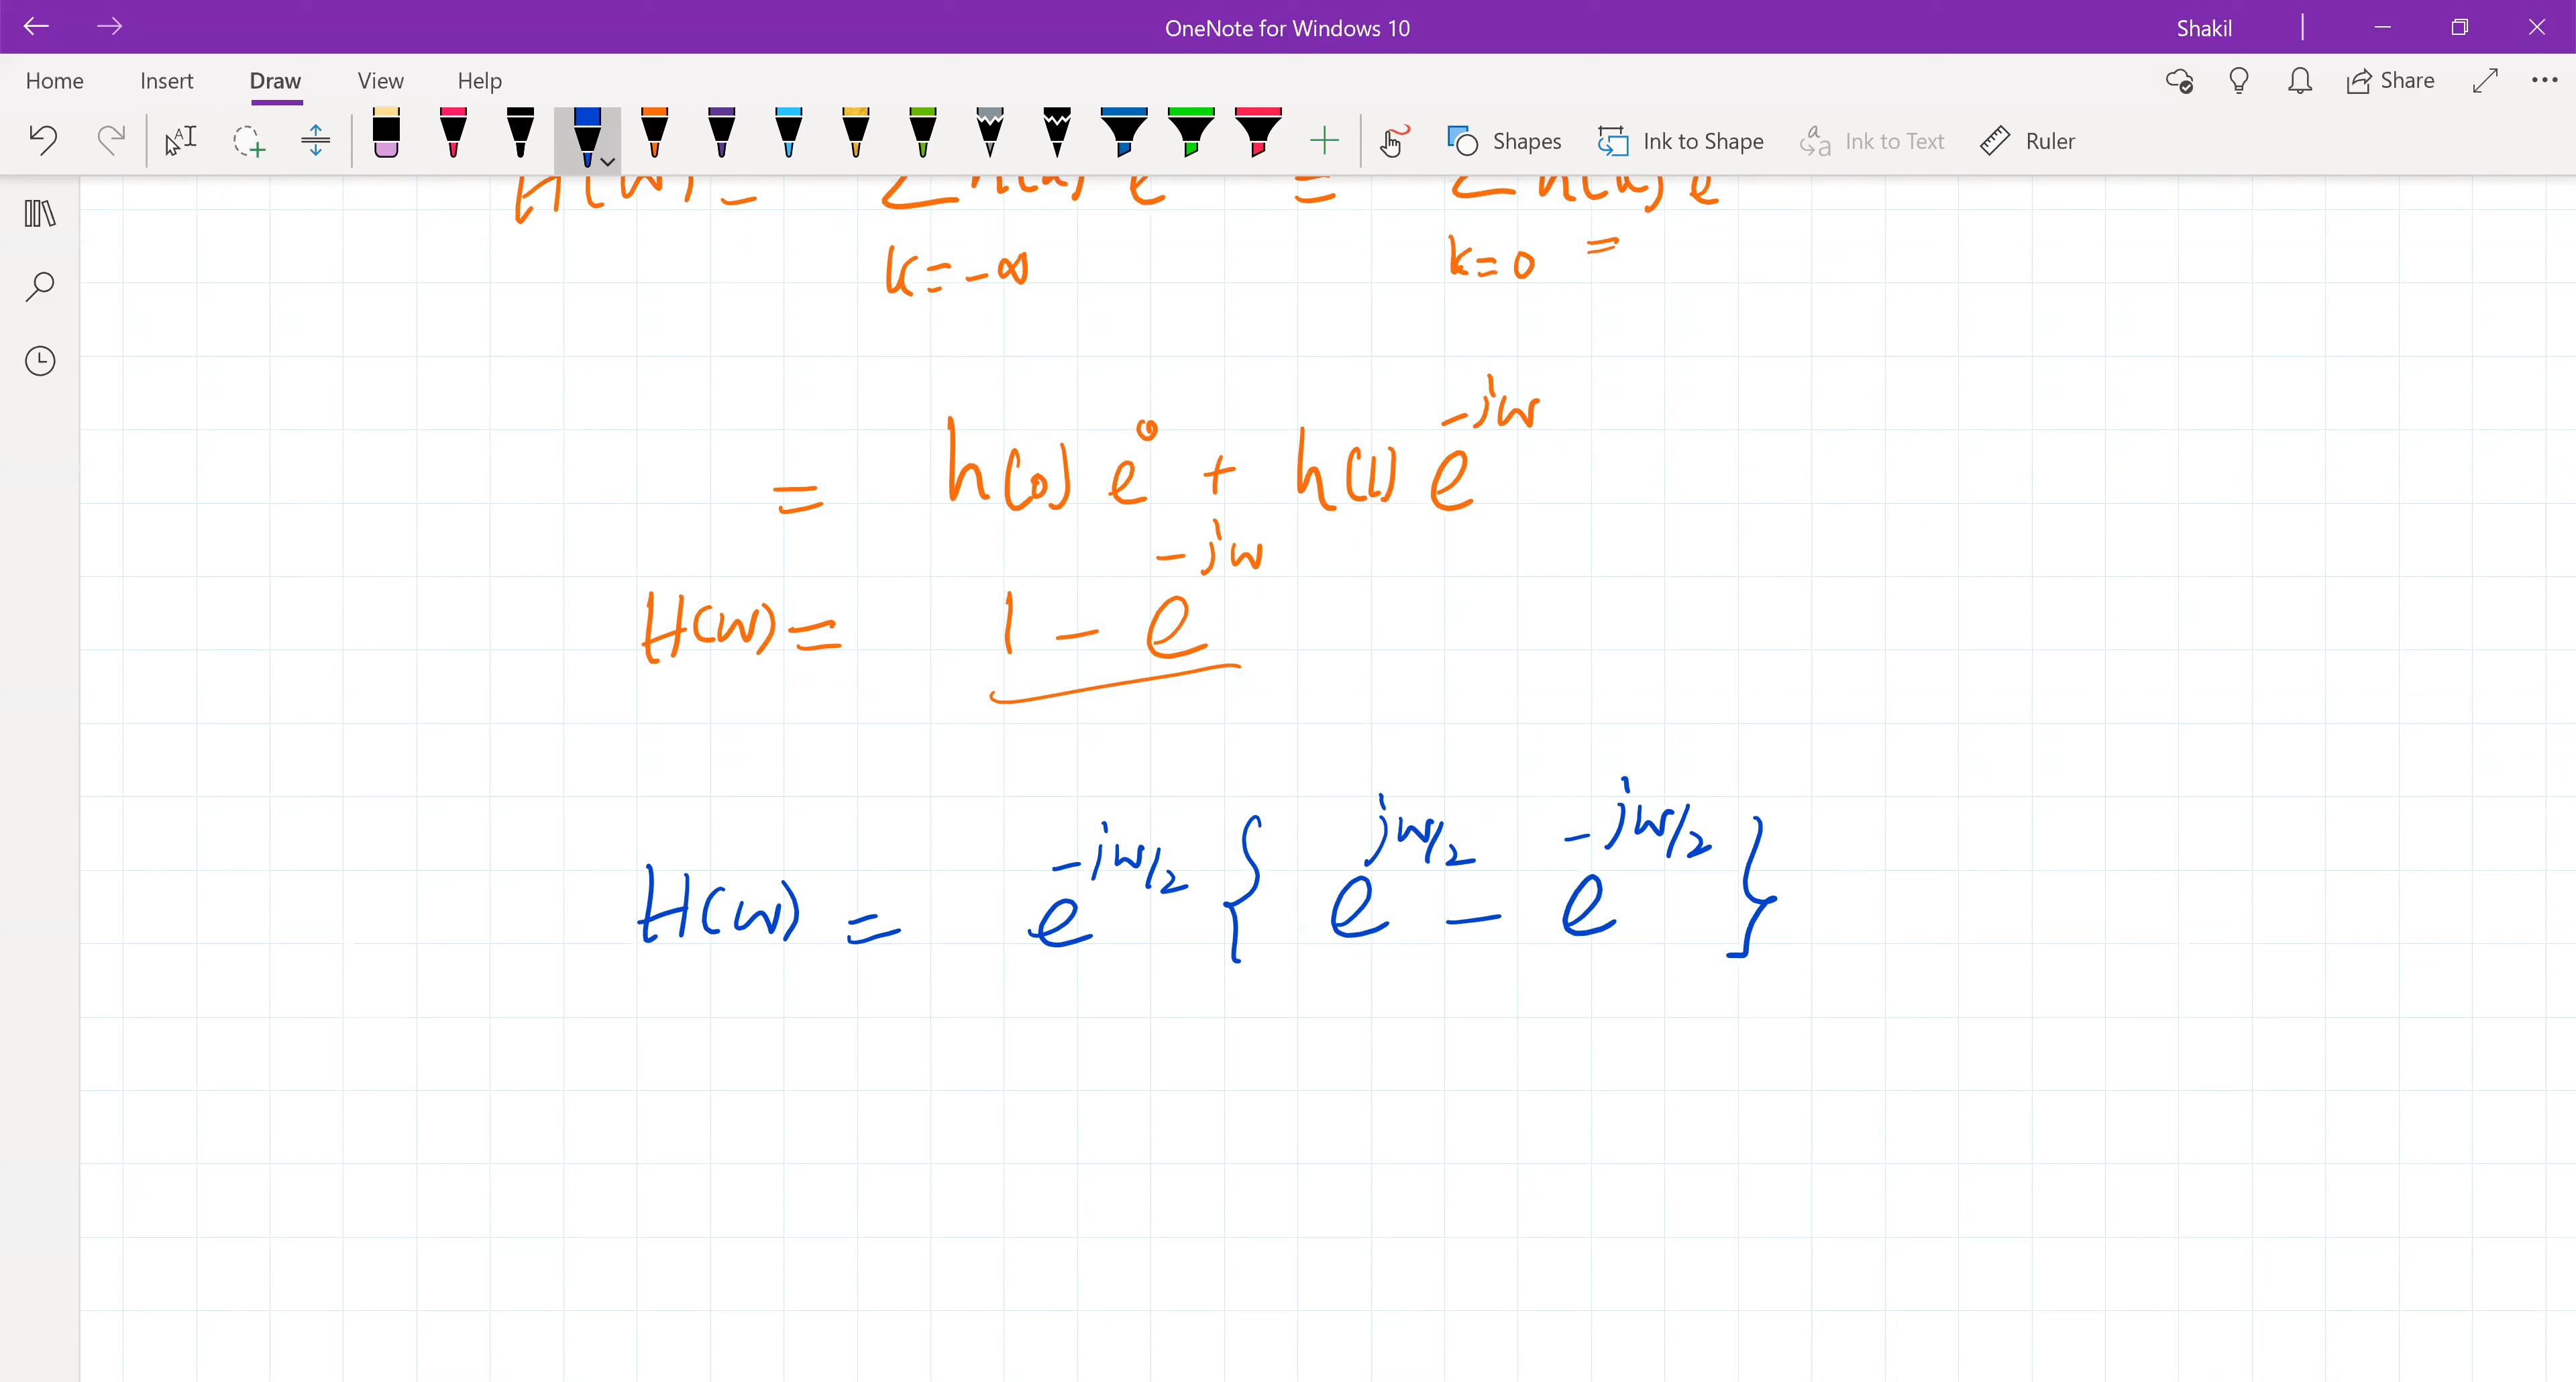 OneNote for Windows 10
Shakil
Home Insert Draw View Help
Share
Shapes Ink to Shape Ink to Text Ruler
H(w) = Σ h(k) e = Σ h(k) e
k=-∞ k=0 =
= h(0) e^0 + h(1) e^-jw
H(w) = 1 - e^-jw
H(w) = e^-jw/2 { e^jw/2 - e^-jw/2 }